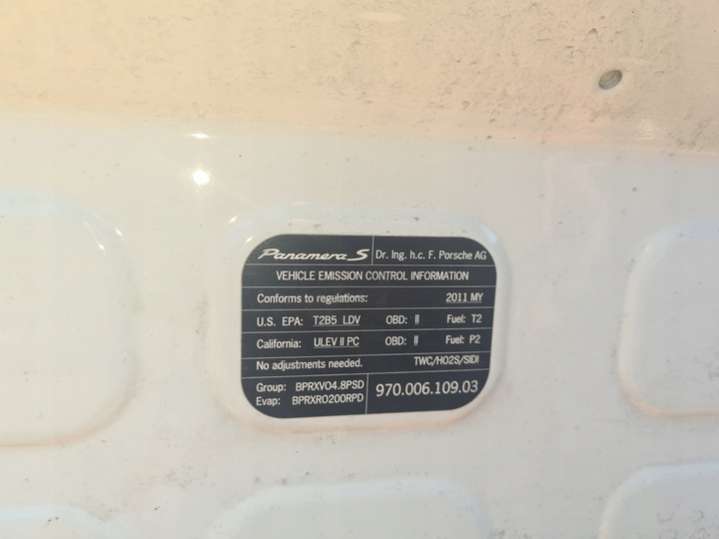 Panamera S Dr. Ing. h.c. F. Porsche AG
VEHICLE EMISSION CONTROL INFORMATION
Conforms to regulations: 2011 MY
U.S. EPA: T2B5 LDV OBD: II Fuel: T2
California: ULEV II PC OBD: II Fuel: P2
No adjustments needed. TWC/HO2S/SIDI
Group: BPRXV04.8PSD 970.006.109.03
Evap: BPRXR0200RPD